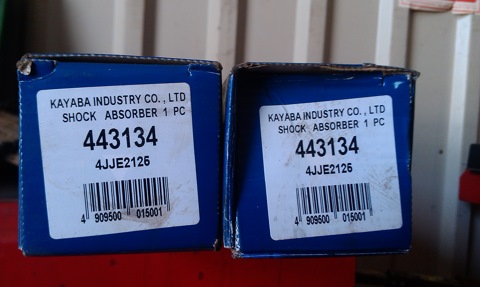 KAYABA INDUSTRY CO., LTD
SHOCK ABSORBER 1 PC
443134
4JJE2125
4 909500 015001
KAYABA INDUSTRY CO., LTD
SHOCK ABSORBER 1 PC
443134
4JJE2125
4 909500 015001